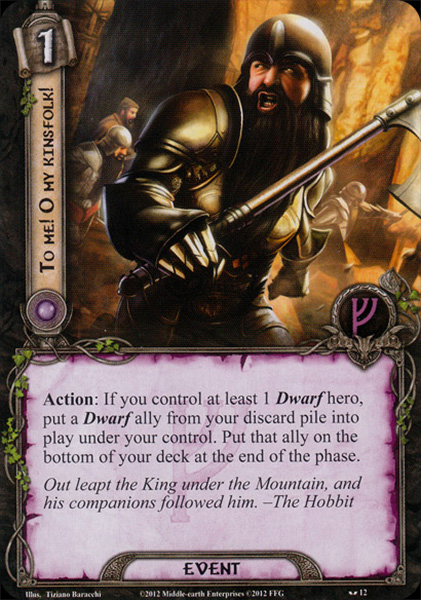 1
To me! O my kinsfolk!
Action: If you control at least 1 Dwarf hero,
put a Dwarf ally from your discard pile into
play under your control. Put that ally on the
bottom of your deck at the end of the phase.
Out leapt the King under the Mountain, and
his companions followed him. –The Hobbit
EVENT
Illus. Tiziano Baracchi
©2012 Middle-earth Enterprises ©2012 FFG
12